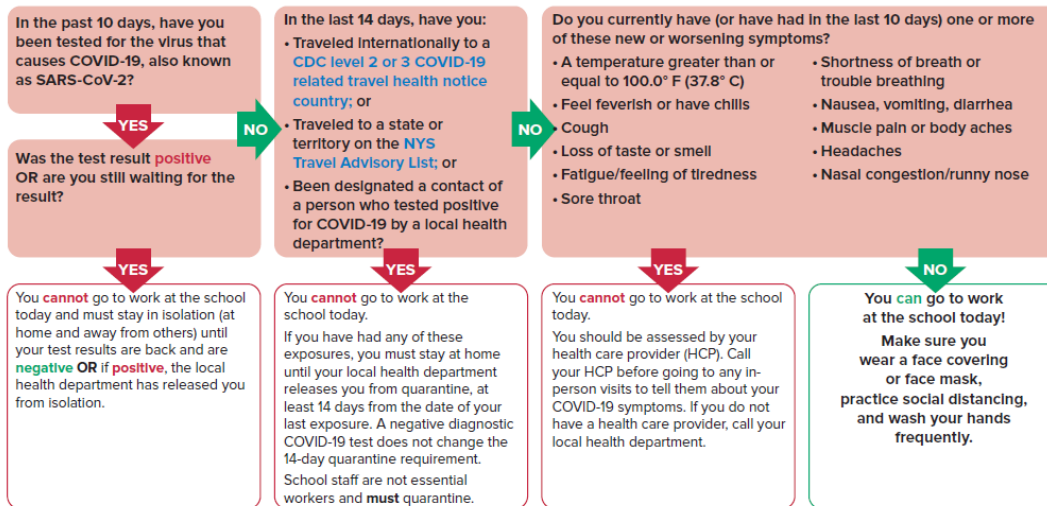 In the past 10 days, have you
been tested for the virus that
causes COVID-19, also known
as SARS-CoV-2?
YES
NO
Was the test result positive
OR are you still waiting for the
result?
YES
You cannot go to work at the school
today and must stay in isolation (at
home and away from others) until
your test results are back and are
negative OR if positive, the local
health department has released you
from isolation.
In the last 14 days, have you:
• Traveled internationally to a
CDC level 2 or 3 COVID-19
related travel health notice
country; or
• Traveled to a state or
territory on the NYS
Travel Advisory List; or
• Been designated a contact of
a person who tested positive
for COVID-19 by a local health
department?
NO
YES
You cannot go to work at the
school today.
If you have had any of these
exposures, you must stay at home
until your local health department
releases you from quarantine, at
least 14 days from the date of your
last exposure. A negative diagnostic
COVID-19 test does not change the
14-day quarantine requirement.
School staff are not essential
workers and must quarantine.
Do you currently have (or have had in the last 10 days) one or more
of these new or worsening symptoms?
• A temperature greater than or
equal to 100.0° F (37.8° C)
• Feel feverish or have chills
• Cough
• Loss of taste or smell
• Fatigue/feeling of tiredness
• Sore throat
• Shortness of breath or
trouble breathing
• Nausea, vomiting, diarrhea
• Muscle pain or body aches
• Headaches
• Nasal congestion/runny nose
YES
You cannot go to work at the school
today.
You should be assessed by your
health care provider (HCP). Call
your HCP before going to any in-
person visits to tell them about your
COVID-19 symptoms. If you do not
have a health care provider, call your
local health department.
NO
You can go to work
at the school today!
Make sure you
wear a face covering
or face mask,
practice social distancing,
and wash your hands
frequently.